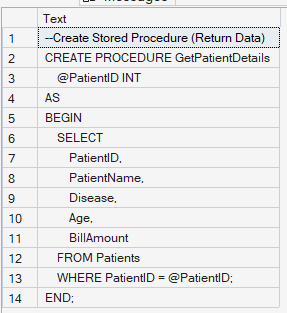 Messages
Text
1 --Create Stored Procedure (Return Data)
2 CREATE PROCEDURE GetPatientDetails
3 @PatientID INT
4 AS
5 BEGIN
6 SELECT
7 PatientID,
8 PatientName,
9 Disease,
10 Age,
11 BillAmount
12 FROM Patients
13 WHERE PatientID = @PatientID;
14 END;